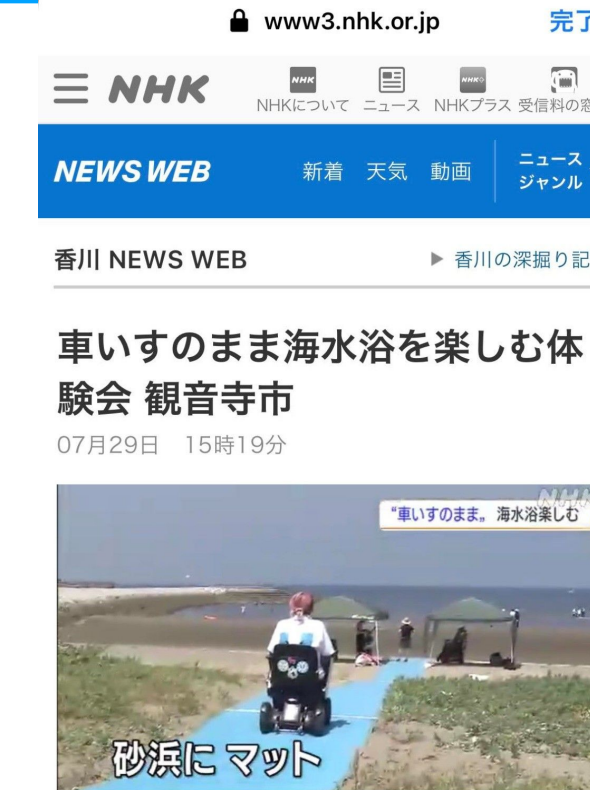 www3.nhk.or.jp
完了
NHK
NHK
NHKについて
ニュース
NHK
NHKプラス
受信料の窓
NEWS WEB
新着
天気
動画
ニュース
ジャンル
香川 NEWS WEB
▶ 香川の深掘り記
車いすのまま海水浴を楽しむ体
験会 観音寺市
07月29日 15時19分
NHK
“車いすのまま„ 海水浴楽しむ
砂浜に マット